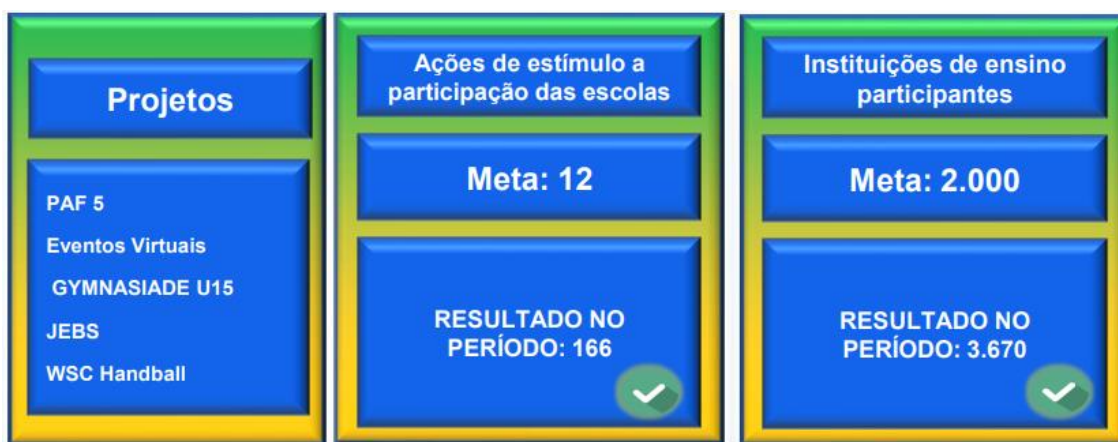 Projetos
PAF 5
Eventos Virtuais
GYMNASIADE U15
JEBS
WSC Handball
Ações de estímulo a
participação das escolas
Meta: 12
RESULTADO NO
PERÍODO: 166
Instituições de ensino
participantes
Meta: 2.000
RESULTADO NO
PERÍODO: 3.670